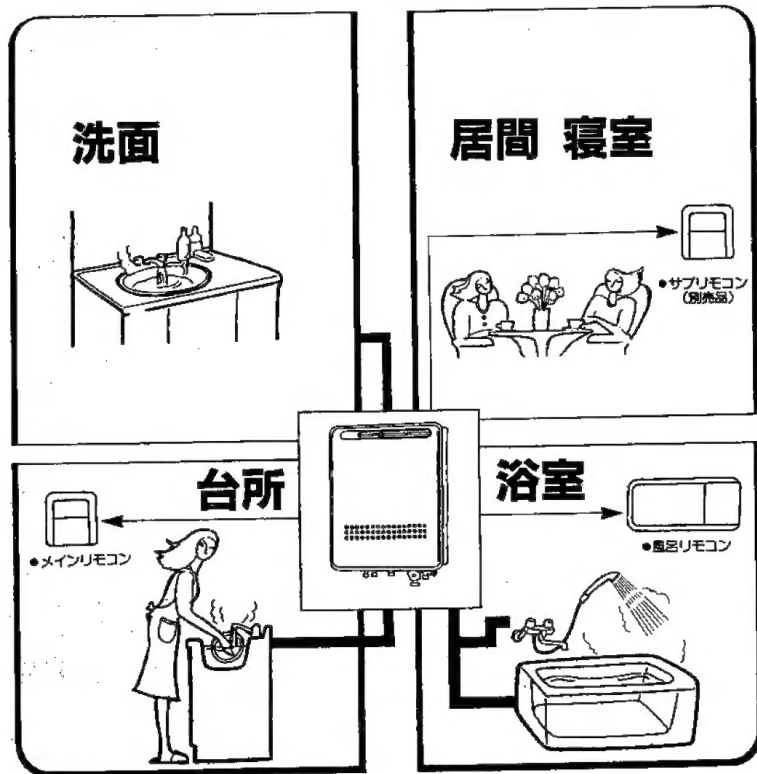 洗面
居間 寝室
●サブリモコン
(別売品)
台所
浴室
●メインリモコン
●風呂リモコン